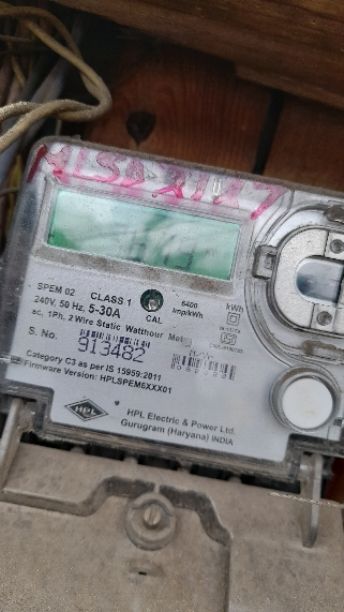 SPEM 02 CLASS 1
240V, 50 Hz, 5-30A CAL 6400 imp/kWh kWh
ac, 1Ph, 2 Wire Static Watthour
S. No. 913482
Category C3 as per IS 15959:2011
Firmware Version: HPLSPEM6XXX01
HPL HPL Electric & Power Ltd.
Gurugram (Haryana) INDIA